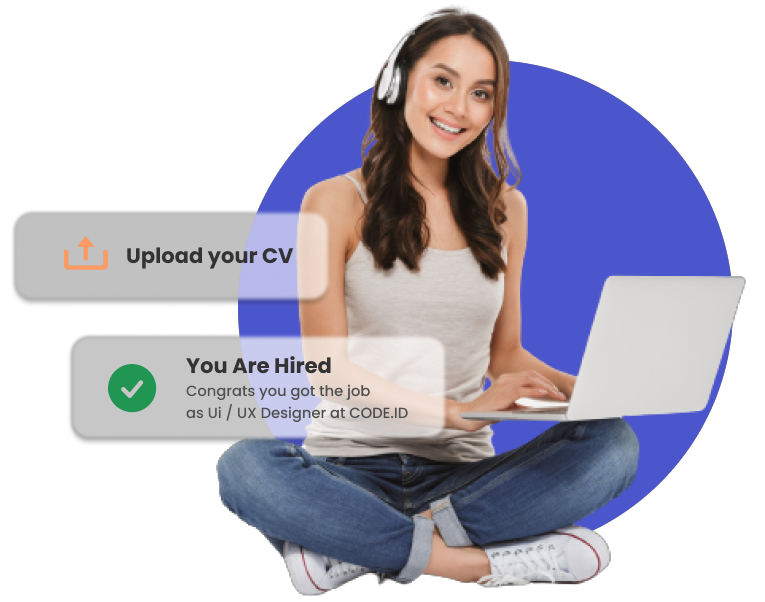 Upload your CV
You Are Hired
Congrats you got the job
as Ui / UX Designer at CODE.ID